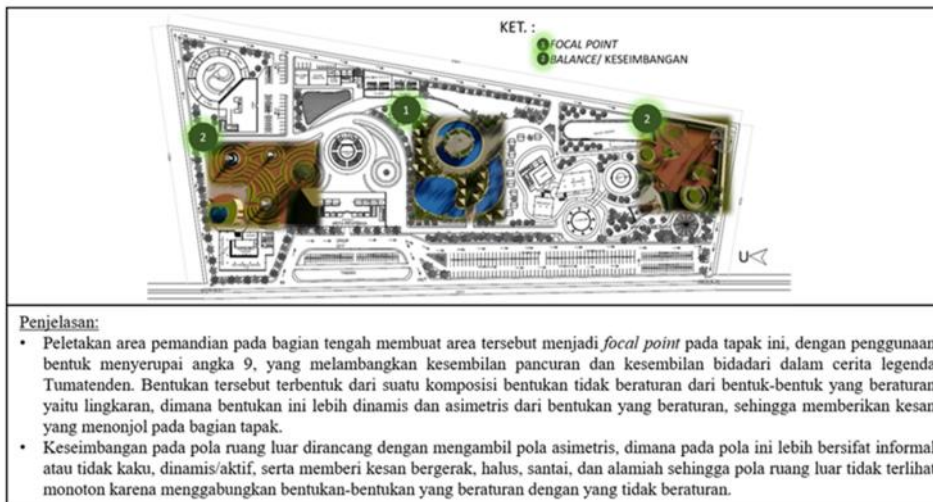 KET. :
1 FOCAL POINT
2 BALANCE/ KESEIMBANGAN
1
2
2
U
Penjelasan:
• Peletakan area pemandian pada bagian tengah membuat area tersebut menjadi focal point pada tapak ini, dengan penggunaan
bentuk menyerupai angka 9, yang melambangkan kesembilan pancuran dan kesembilan bidadari dalam cerita legenda
Tumatenden. Bentukan tersebut terbentuk dari suatu komposisi bentukan tidak beraturan dari bentuk-bentuk yang beraturan
yaitu lingkaran, dimana bentukan ini lebih dinamis dan asimetris dari bentukan yang beraturan, sehingga memberikan kesan
yang menonjol pada bagian tapak.
• Keseimbangan pada pola ruang luar dirancang dengan mengambil pola asimetris, dimana pada pola ini lebih bersifat informal
atau tidak kaku, dinamis/aktif, serta memberi kesan bergerak, halus, santai, dan alamiah sehingga pola ruang luar tidak terlihat
monoton karena menggabungkan bentukan-bentukan yang beraturan dengan yang tidak beraturan.